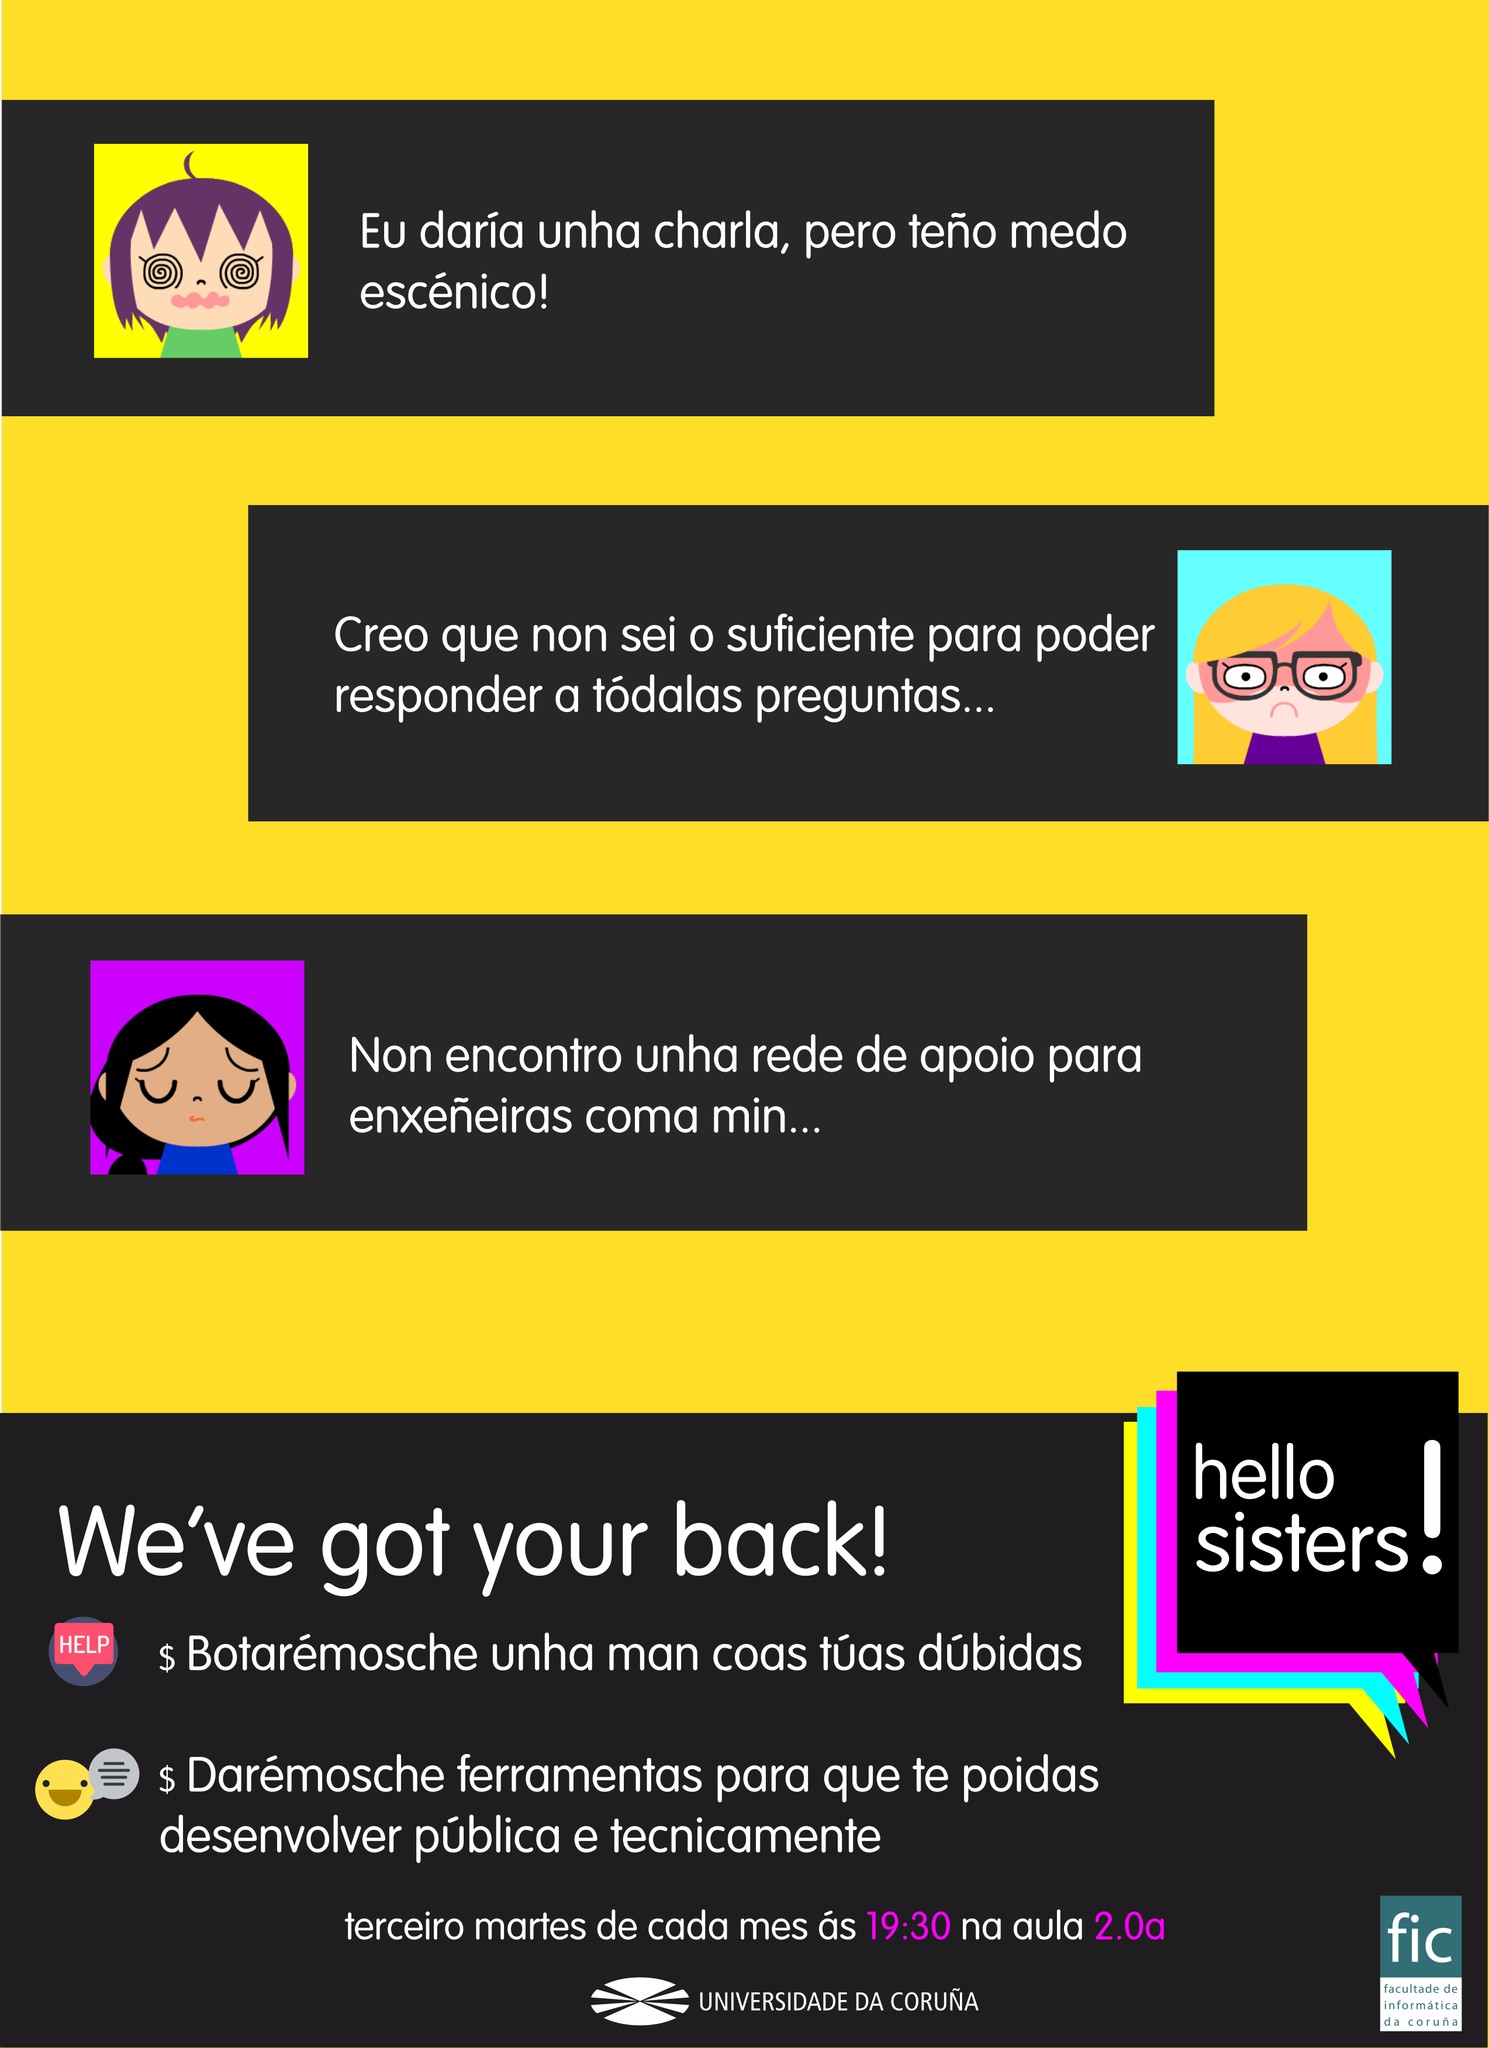 Eu daría unha charla, pero teño medo
escénico!
Creo que non sei o suficiente para poder
responder a tódalas preguntas...
Non encontro unha rede de apoio para
enxeñeiras coma min...
hello
sisters!
We've got your back!
HELP
$ Botarémosche unha man coas túas dúbidas
$ Darémosche ferramentas para que te poidas
desenvolver pública e tecnicamente
terceiro martes de cada mes ás 19:30 na aula 2.0a
UNIVERSIDADE DA CORUÑA
fic
facultade de
informática
da coruña